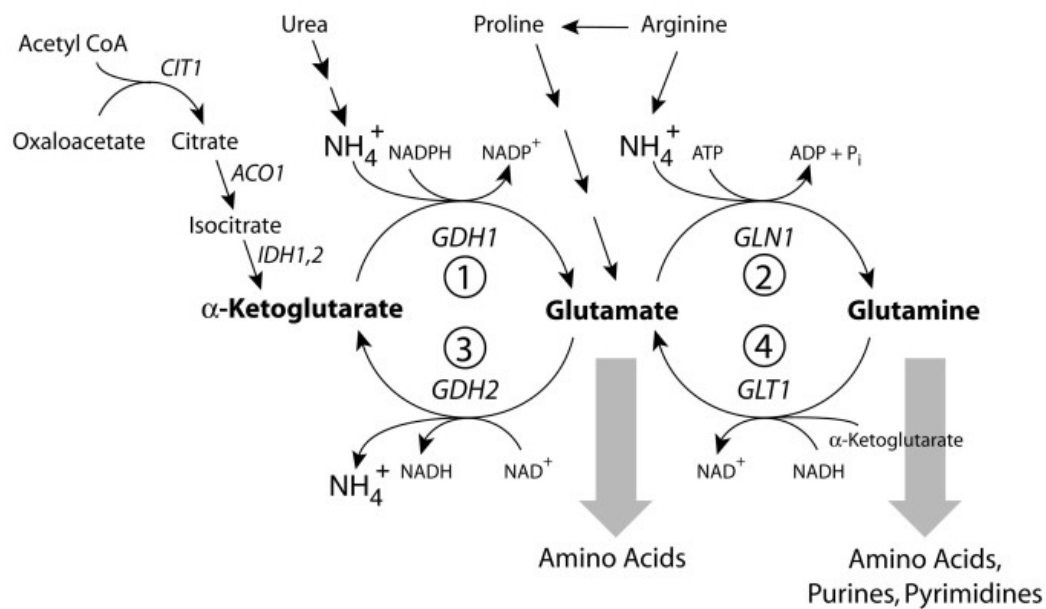 Urea
Proline
Arginine
Acetyl CoA
CIT1
Oxaloacetate
Citrate
NH4+
NADPH
NADP+
NH4+
ATP
ADP + Pi
ACO1
Isocitrate
IDH1,2
GDH1
GLN1
1
2
α-Ketoglutarate
Glutamate
Glutamine
3
4
GDH2
GLT1
α-Ketoglutarate
NH4+
NADH
NAD+
NAD+
NADH
Amino Acids
Amino Acids,
Purines, Pyrimidines